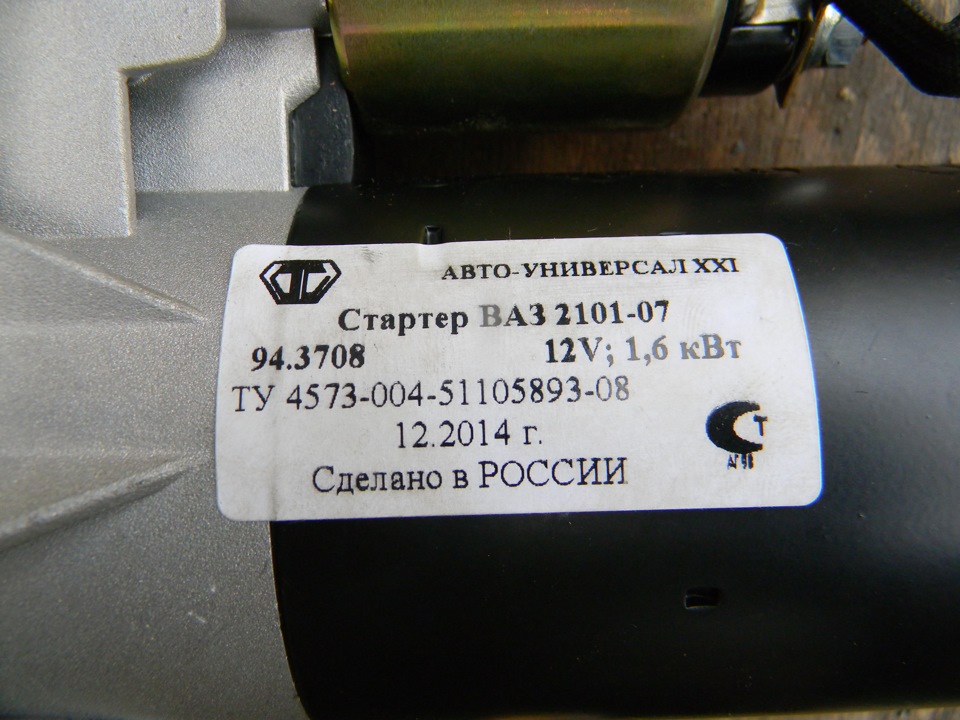 АВТО-УНИВЕРСАЛ XXI
Стартер ВАЗ 2101-07
94.3708 12V; 1,6 кВт
ТУ 4573-004-51105893-08
12.2014 г.
Сделано в РОССИИ